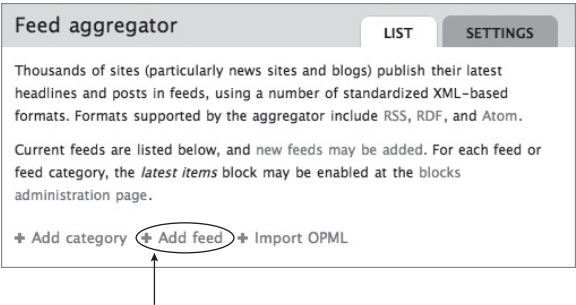 Feed aggregator
LIST SETTINGS
Thousands of sites (particularly news sites and blogs) publish their latest
headlines and posts in feeds, using a number of standardized XML-based
formats. Formats supported by the aggregator include RSS, RDF, and Atom.
Current feeds are listed below, and new feeds may be added. For each feed or
feed category, the latest items block may be enabled at the blocks
administration page.
+ Add category + Add feed + Import OPML